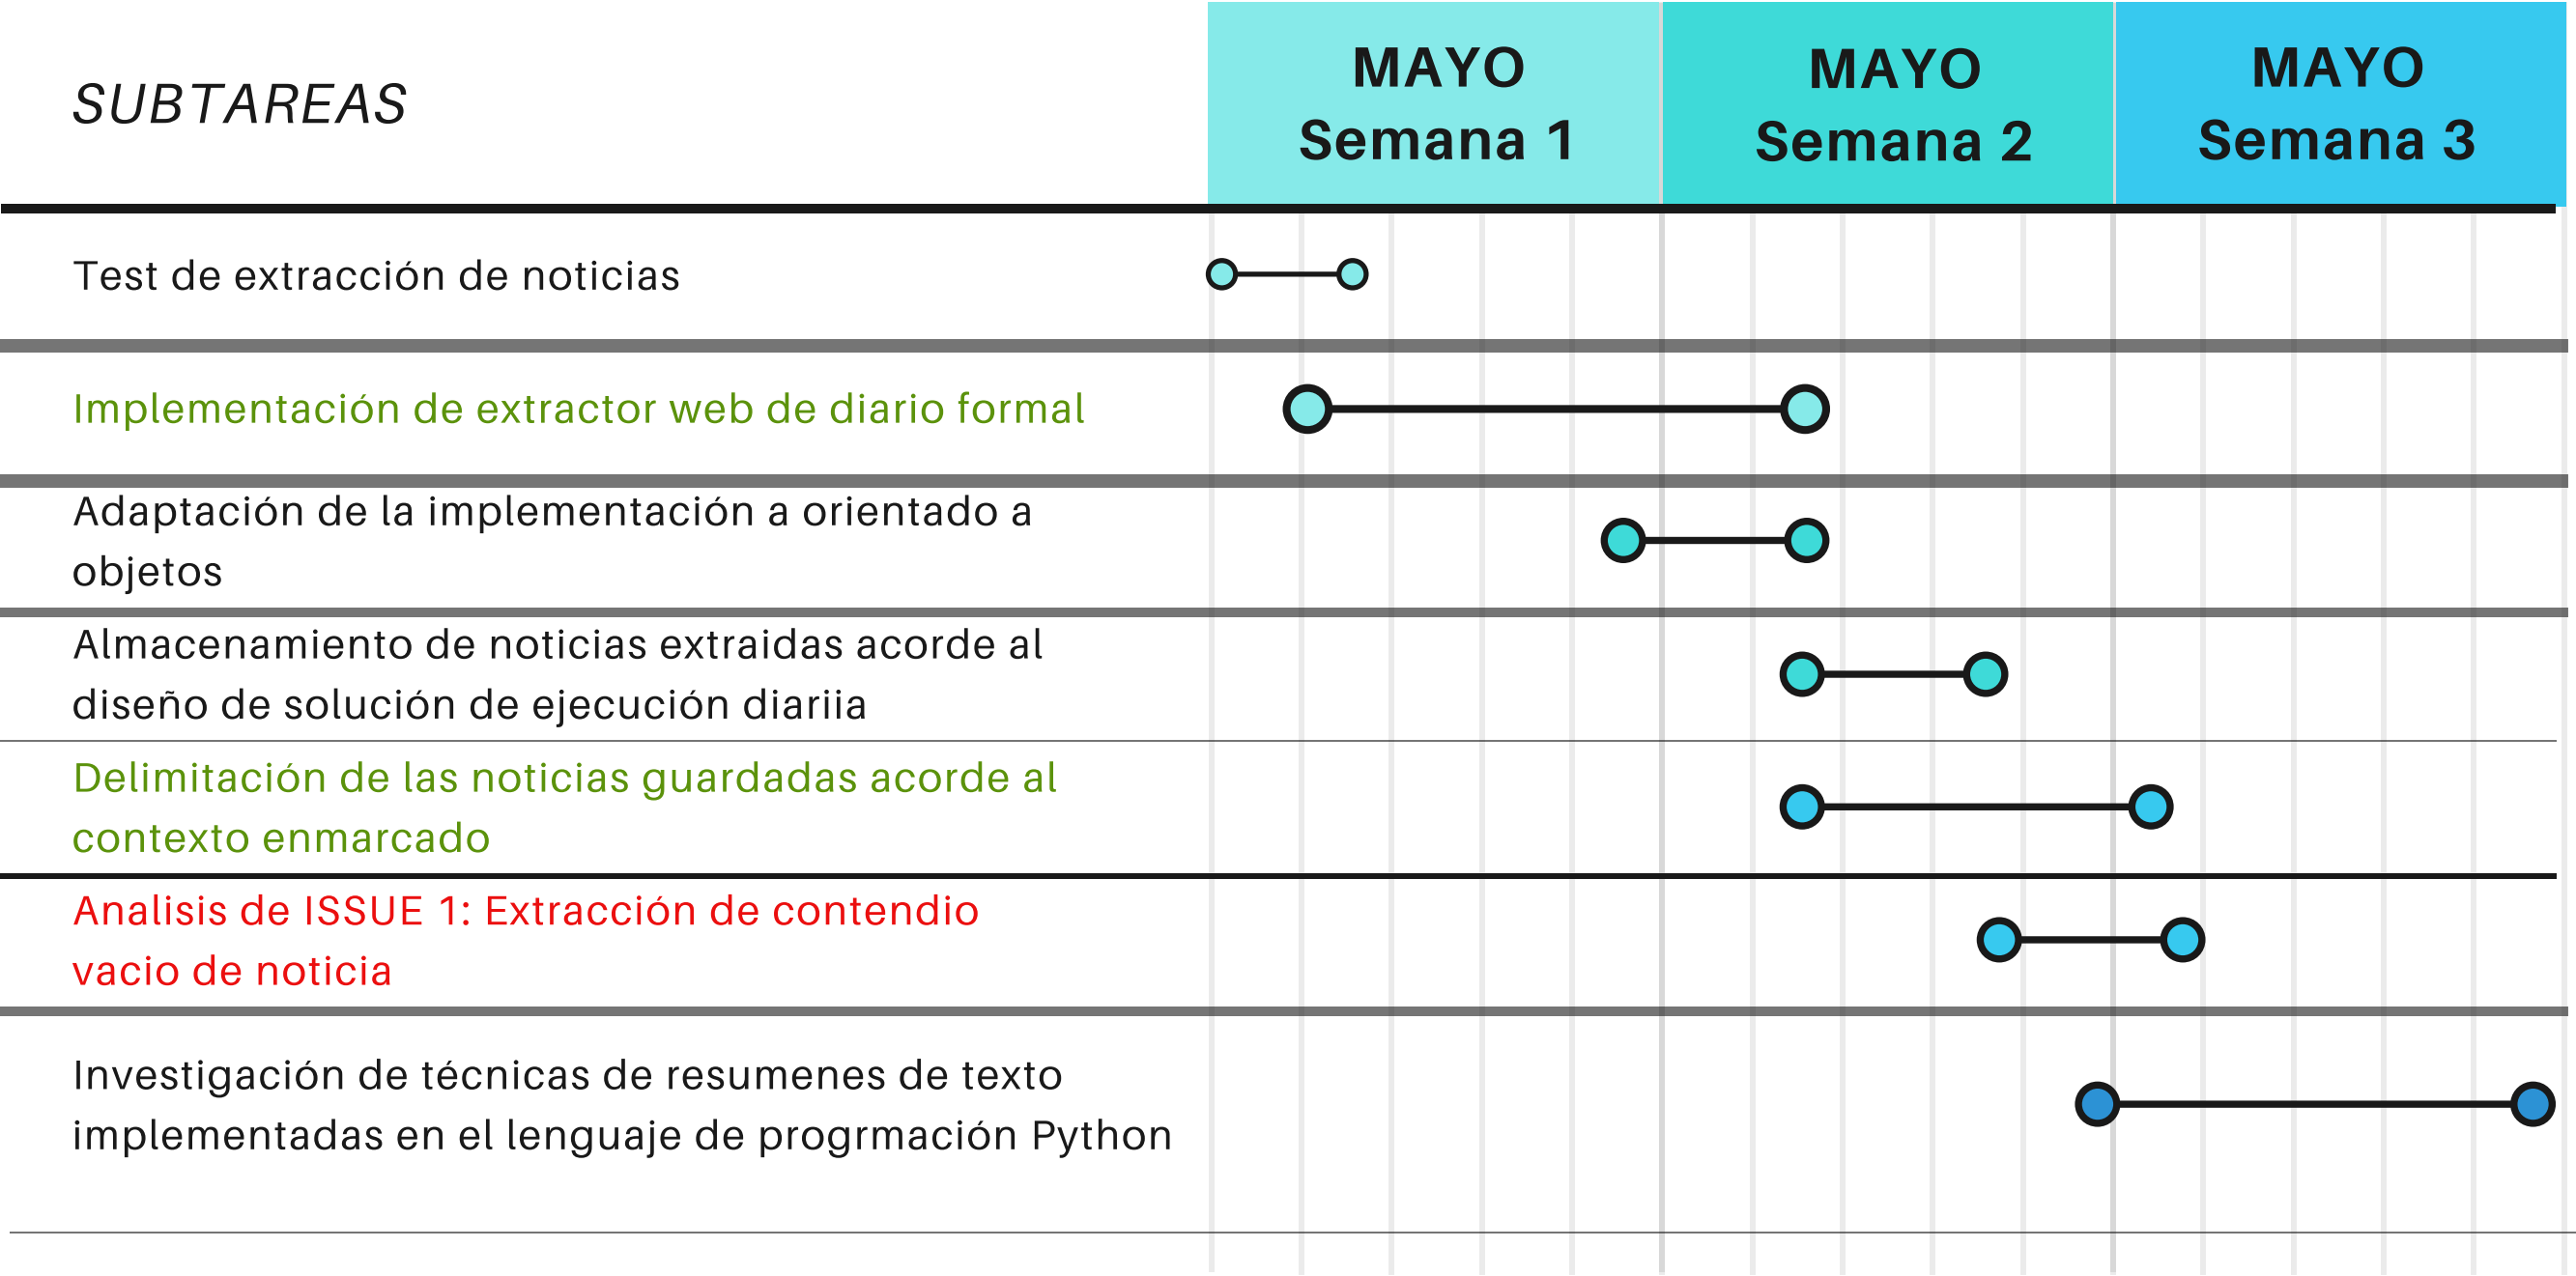 SUBTAREAS
MAYO
Semana 1
MAYO
Semana 2
MAYO
Semana 3
Test de extracción de noticias
Implementación de extractor web de diario formal
Adaptación de la implementación a orientado a
objetos
Almacenamiento de noticias extraidas acorde al
diseño de solución de ejecución diariia
Delimitación de las noticias guardadas acorde al
contexto enmarcado
Analisis de ISSUE 1: Extracción de contendio
vacio de noticia
Investigación de técnicas de resumenes de texto
implementadas en el lenguaje de progrmación Python